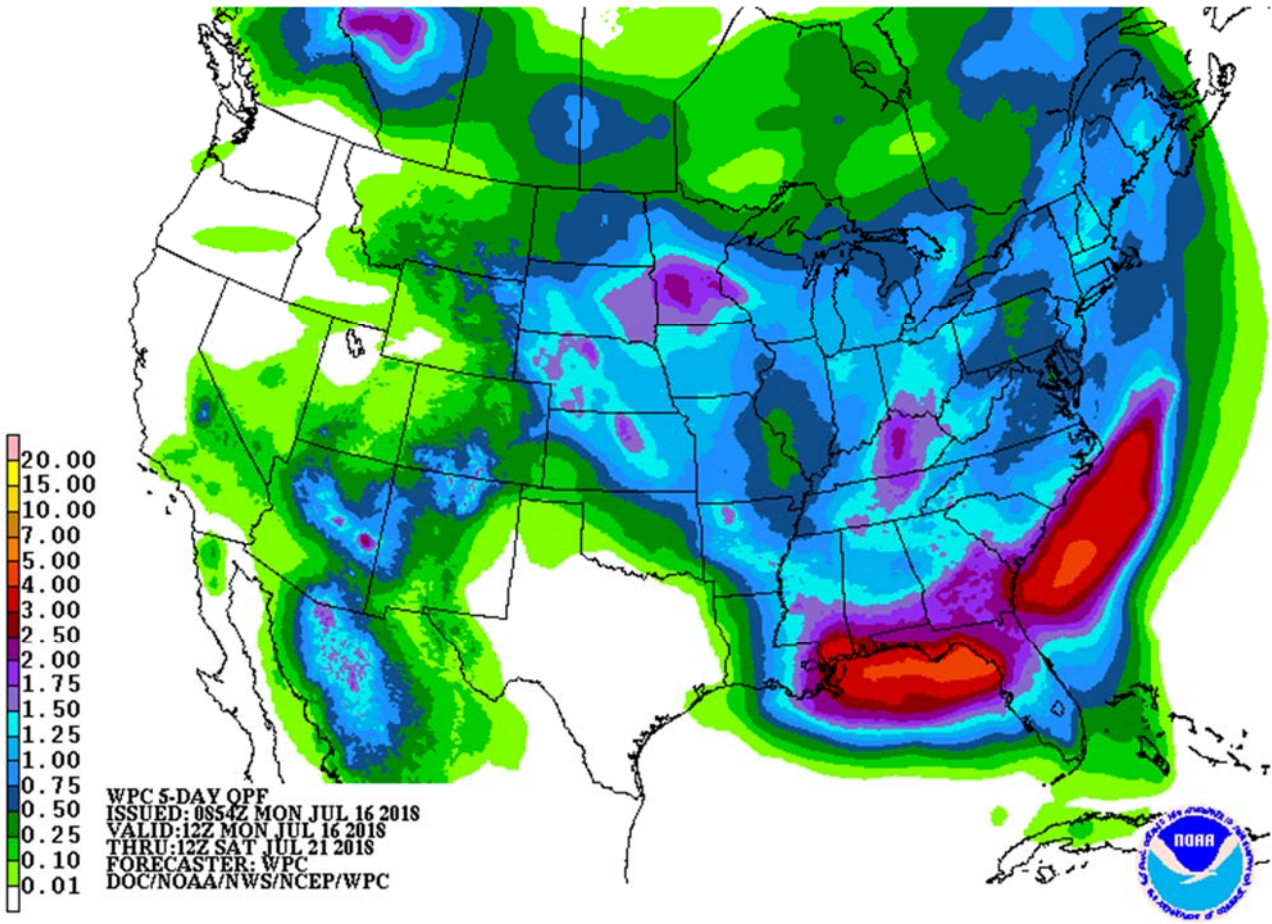 20.00
15.00
10.00
7.00
5.00
4.00
3.00
2.50
2.00
1.75
1.50
1.25
1.00
0.75
0.50
0.25
0.10
0.01
WPC 5-DAY QPF
ISSUED: 0854Z MON JUL 16 2018
VALID:12Z MON JUL 16 2018
THRU:12Z SAT JUL 21 2018
FORECASTER: WPC
DOC/NOAA/NWS/NCEP/WPC
NOAA